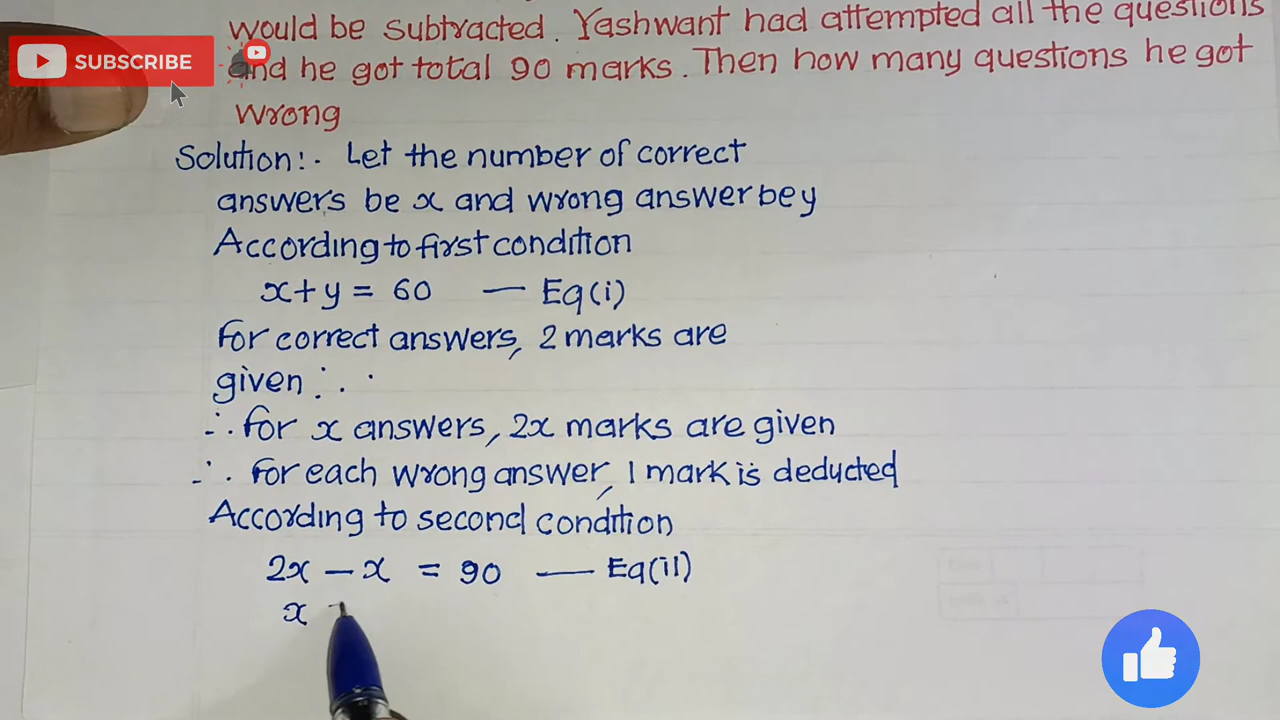 would be subtracted. Yashwant had attempted all the questions
SUBSCRIBE
and he got total 90 marks. Then how many questions he got
wrong
Solution:. Let the number of correct
answers be x and wrong answer be y
According to first condition
x+y = 60 — Eq(i)
For correct answers, 2 marks are
given ∴ .
∴ for x answers, 2x marks are given
∴ For each wrong answer, 1 mark is deducted
According to second condition
2x - x = 90 — Eq(ii)
x -